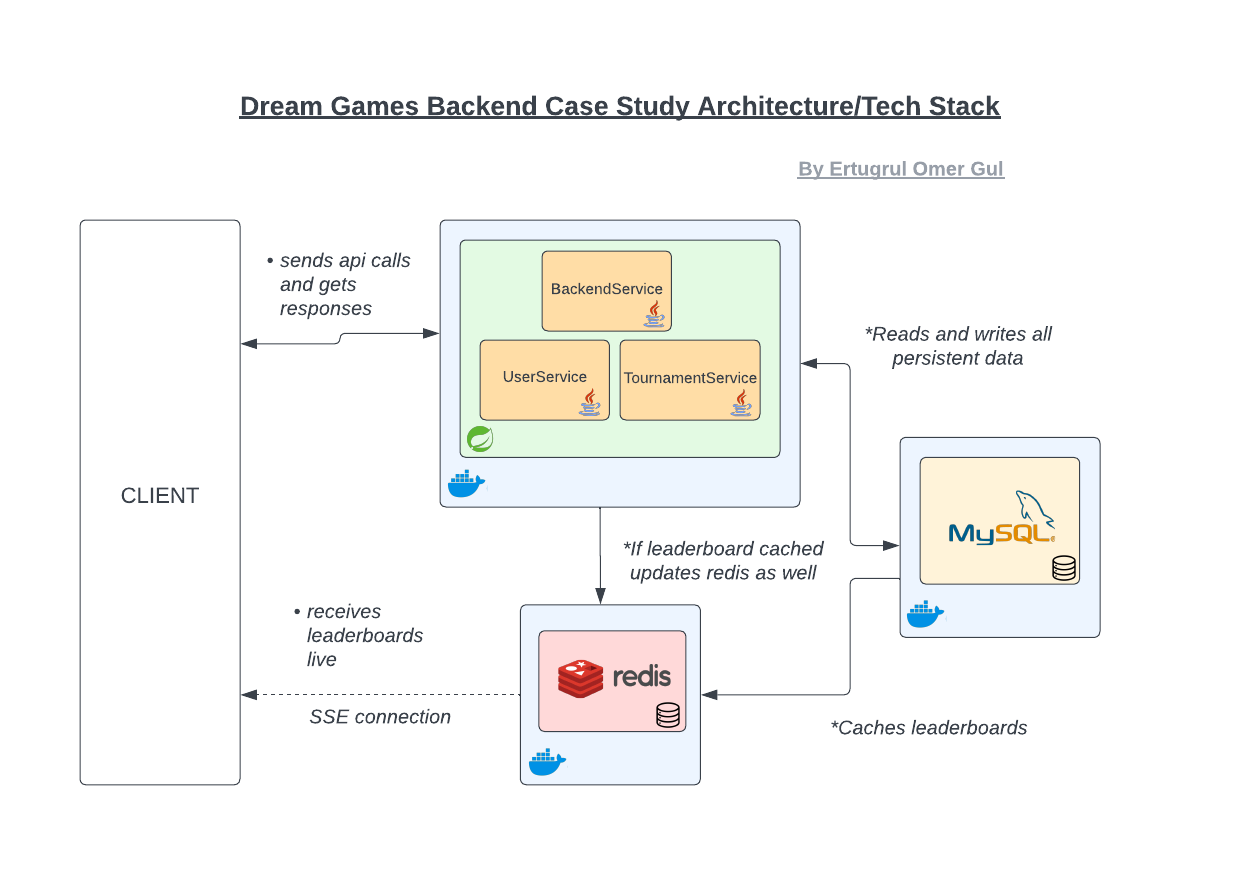 Dream Games Backend Case Study Architecture/Tech Stack
By Ertugrul Omer Gul
• sends api calls
and gets
responses
BackendService
UserService
TournamentService
*Reads and writes all
persistent data
CLIENT
MySQL
*If leaderboard cached
updates redis as well
• receives
leaderboards
live
redis
SSE connection
*Caches leaderboards